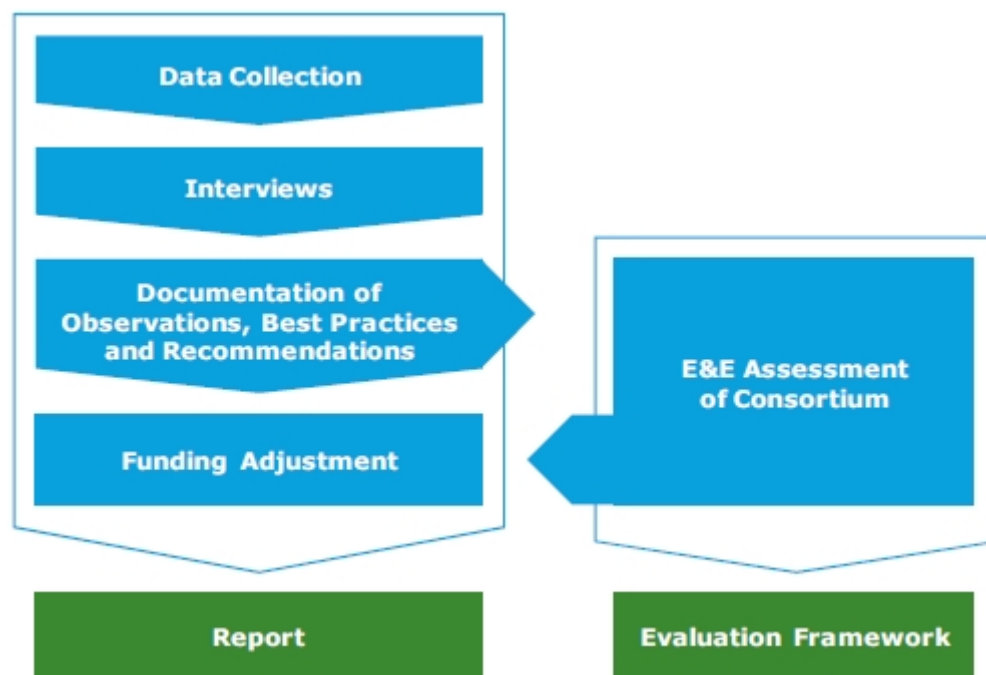 Data Collection
Interviews
Documentation of
Observations, Best Practices
and Recommendations
Funding Adjustment
Report
E&E Assessment
of Consortium
Evaluation Framework